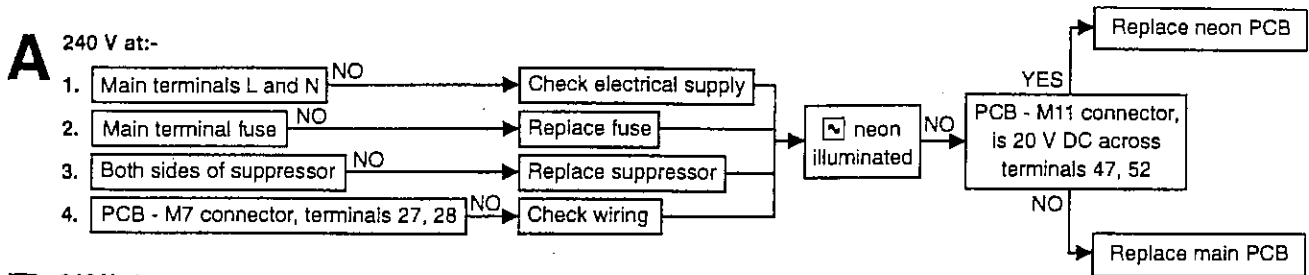 A 240 V at:-
1. Main terminals L and N NO Check electrical supply
2. Main terminal fuse NO Replace fuse
3. Both sides of suppressor NO Replace suppressor
4. PCB - M7 connector, terminals 27, 28 NO Check wiring
~ neon
illuminated
NO
PCB - M11 connector,
is 20 V DC across
terminals 47, 52
YES
Replace neon PCB
NO
Replace main PCB